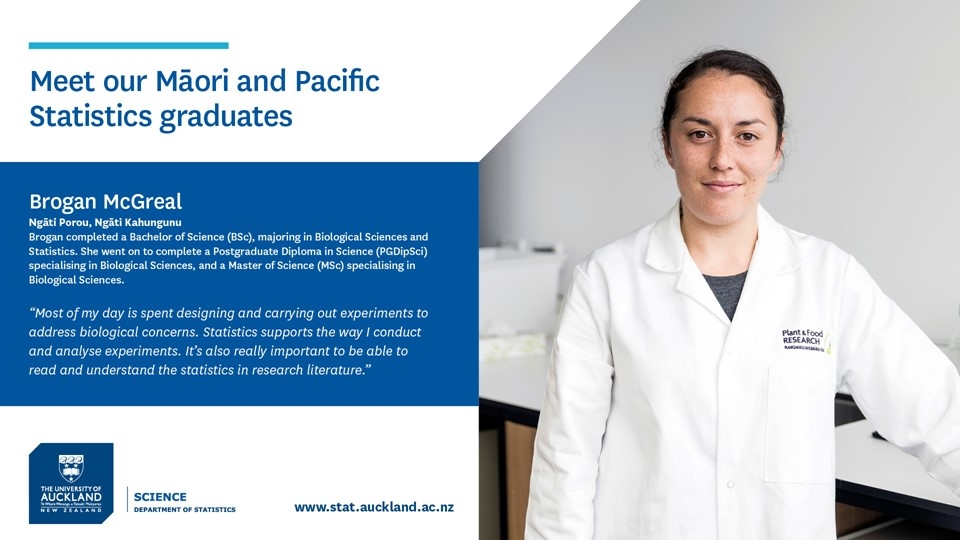 Meet our Māori and Pacific
Statistics graduates
Brogan McGreal
Ngāti Porou, Ngāti Kahungunu
Brogan completed a Bachelor of Science (BSc), majoring in Biological Sciences and
Statistics. She went on to complete a Postgraduate Diploma in Science (PGDipSci)
specialising in Biological Sciences, and a Master of Science (MSc) specialising in
Biological Sciences.
“Most of my day is spent designing and carrying out experiments to
address biological concerns. Statistics supports the way I conduct
and analyse experiments. It’s also really important to be able to
read and understand the statistics in research literature.”
THE UNIVERSITY OF
AUCKLAND
NEW ZEALAND
SCIENCE
DEPARTMENT OF STATISTICS
www.stat.auckland.ac.nz
Plant & Food
RESEARCH